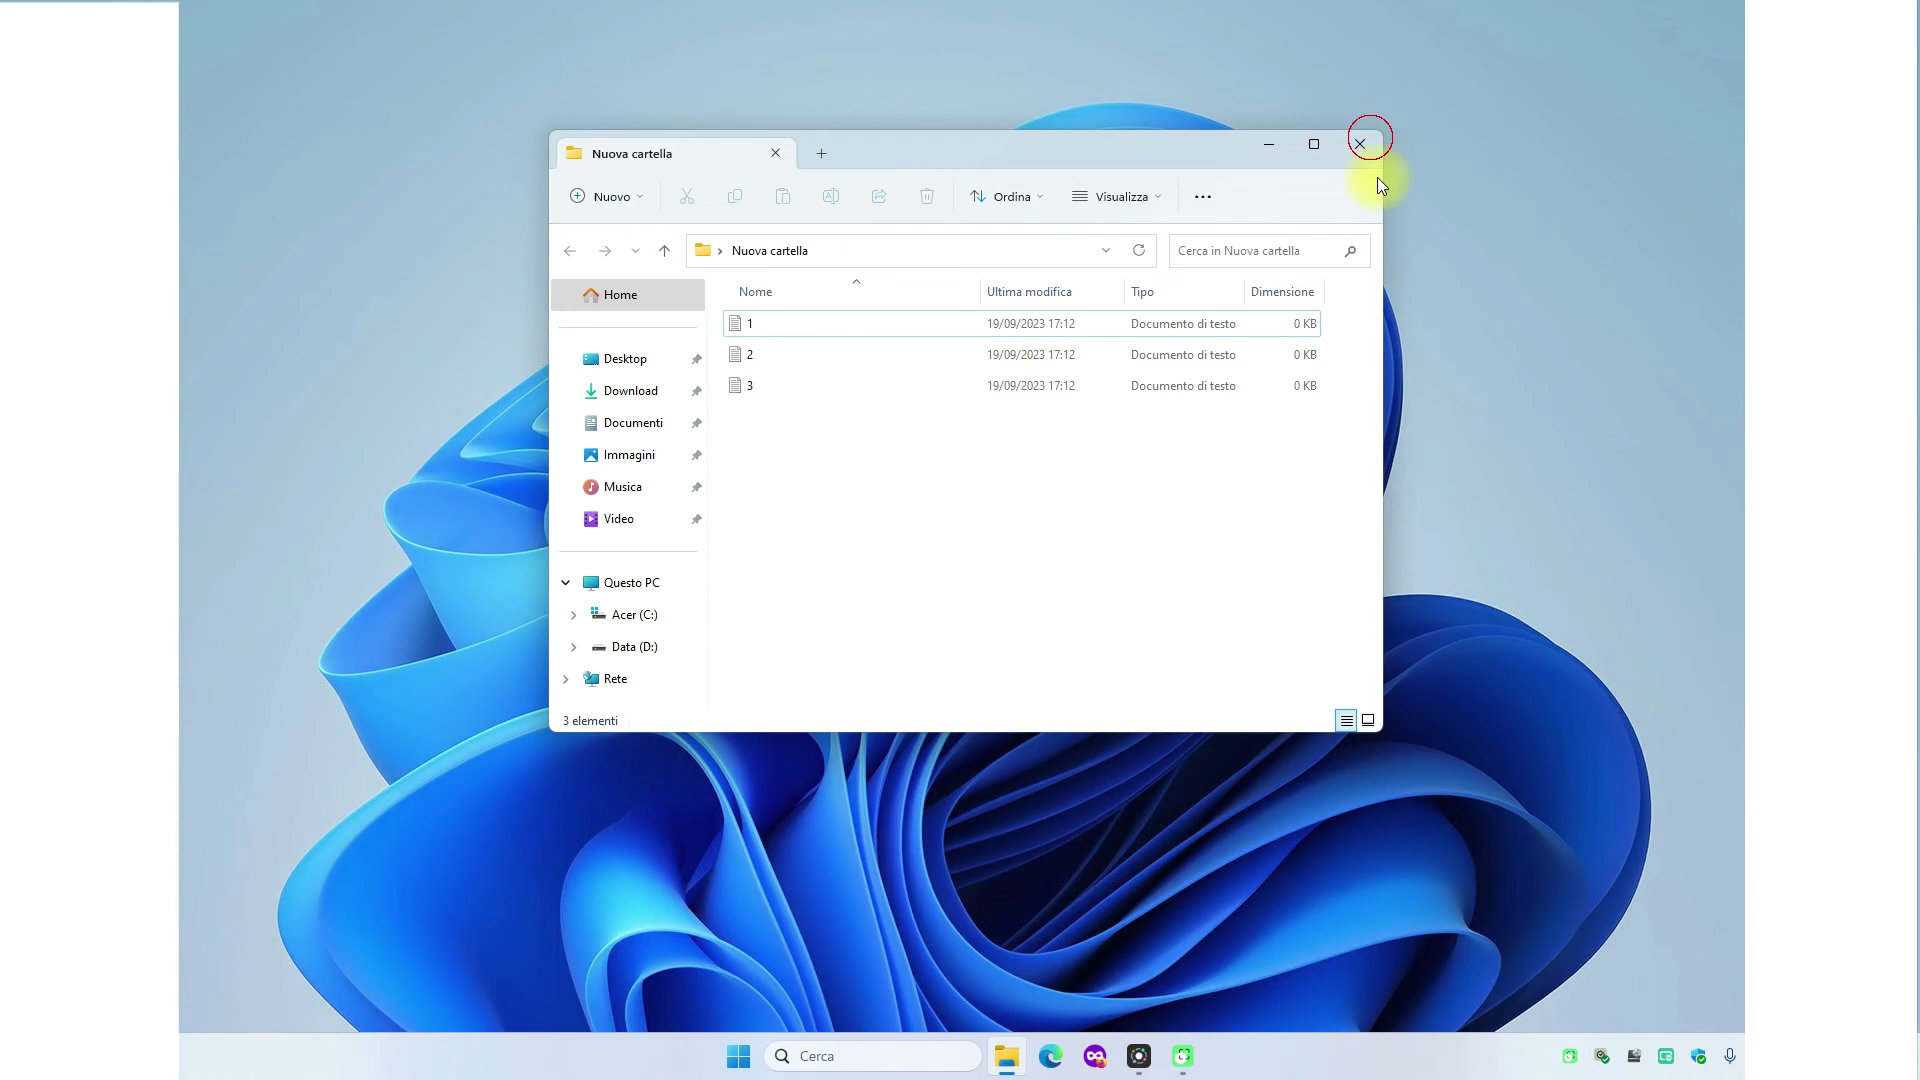 Nuova cartella
Nuovo Ordina Visualizza
Nuova cartella Cerca in Nuova cartella
Home
Desktop
Download
Documenti
Immagini
Musica
Video
Questo PC
Acer (C:)
Data (D:)
Rete
Nome Ultima modifica Tipo Dimensione
1 19/09/2023 17:12 Documento di testo 0 KB
2 19/09/2023 17:12 Documento di testo 0 KB
3 19/09/2023 17:12 Documento di testo 0 KB
3 elementi
Cerca